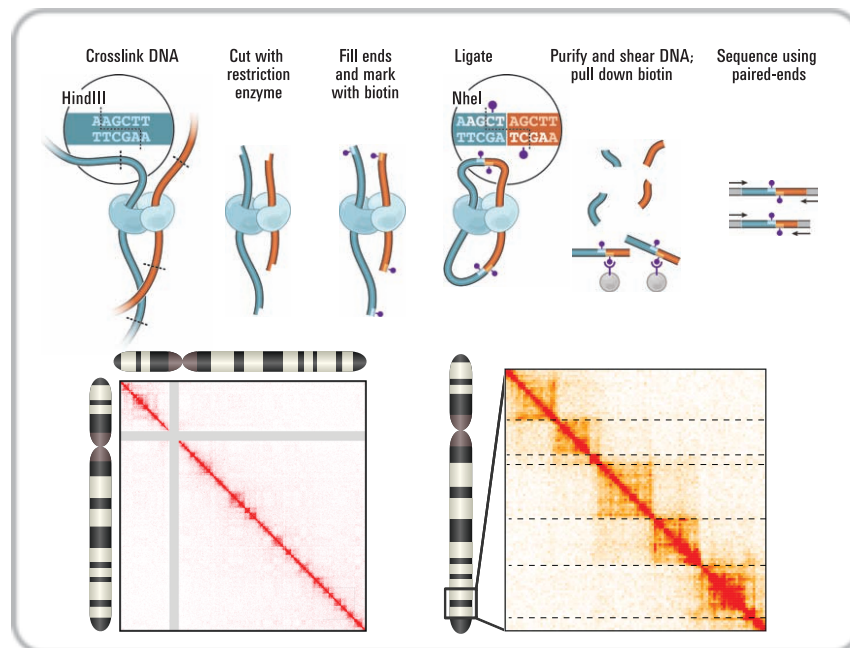 Crosslink DNA
Cut with
restriction
enzyme
Fill ends
and mark
with biotin
Ligate
Purify and shear DNA;
pull down biotin
Sequence using
paired-ends
HindIII
AAGCTT
TTCGAA
NheI
AAGCT AGCTT
TTCGA TCGAA